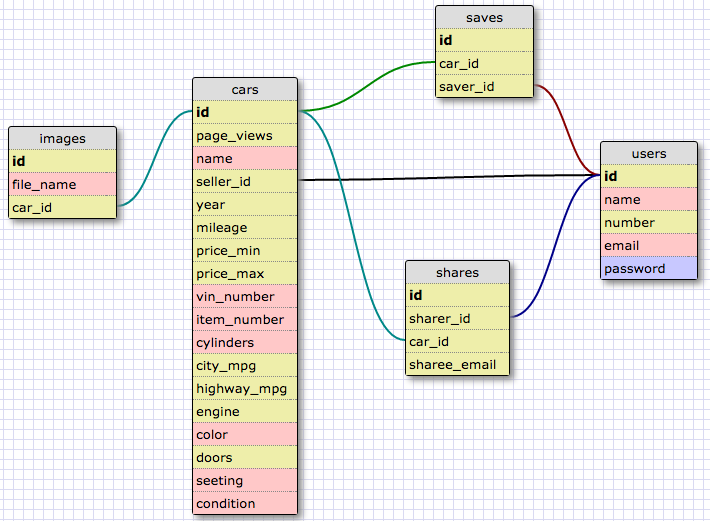 saves
id
car_id
saver_id
cars
id
page_views
name
seller_id
year
mileage
price_min
price_max
vin_number
item_number
cylinders
city_mpg
highway_mpg
engine
color
doors
seeting
condition
images
id
file_name
car_id
users
id
name
number
email
password
shares
id
sharer_id
car_id
sharee_email